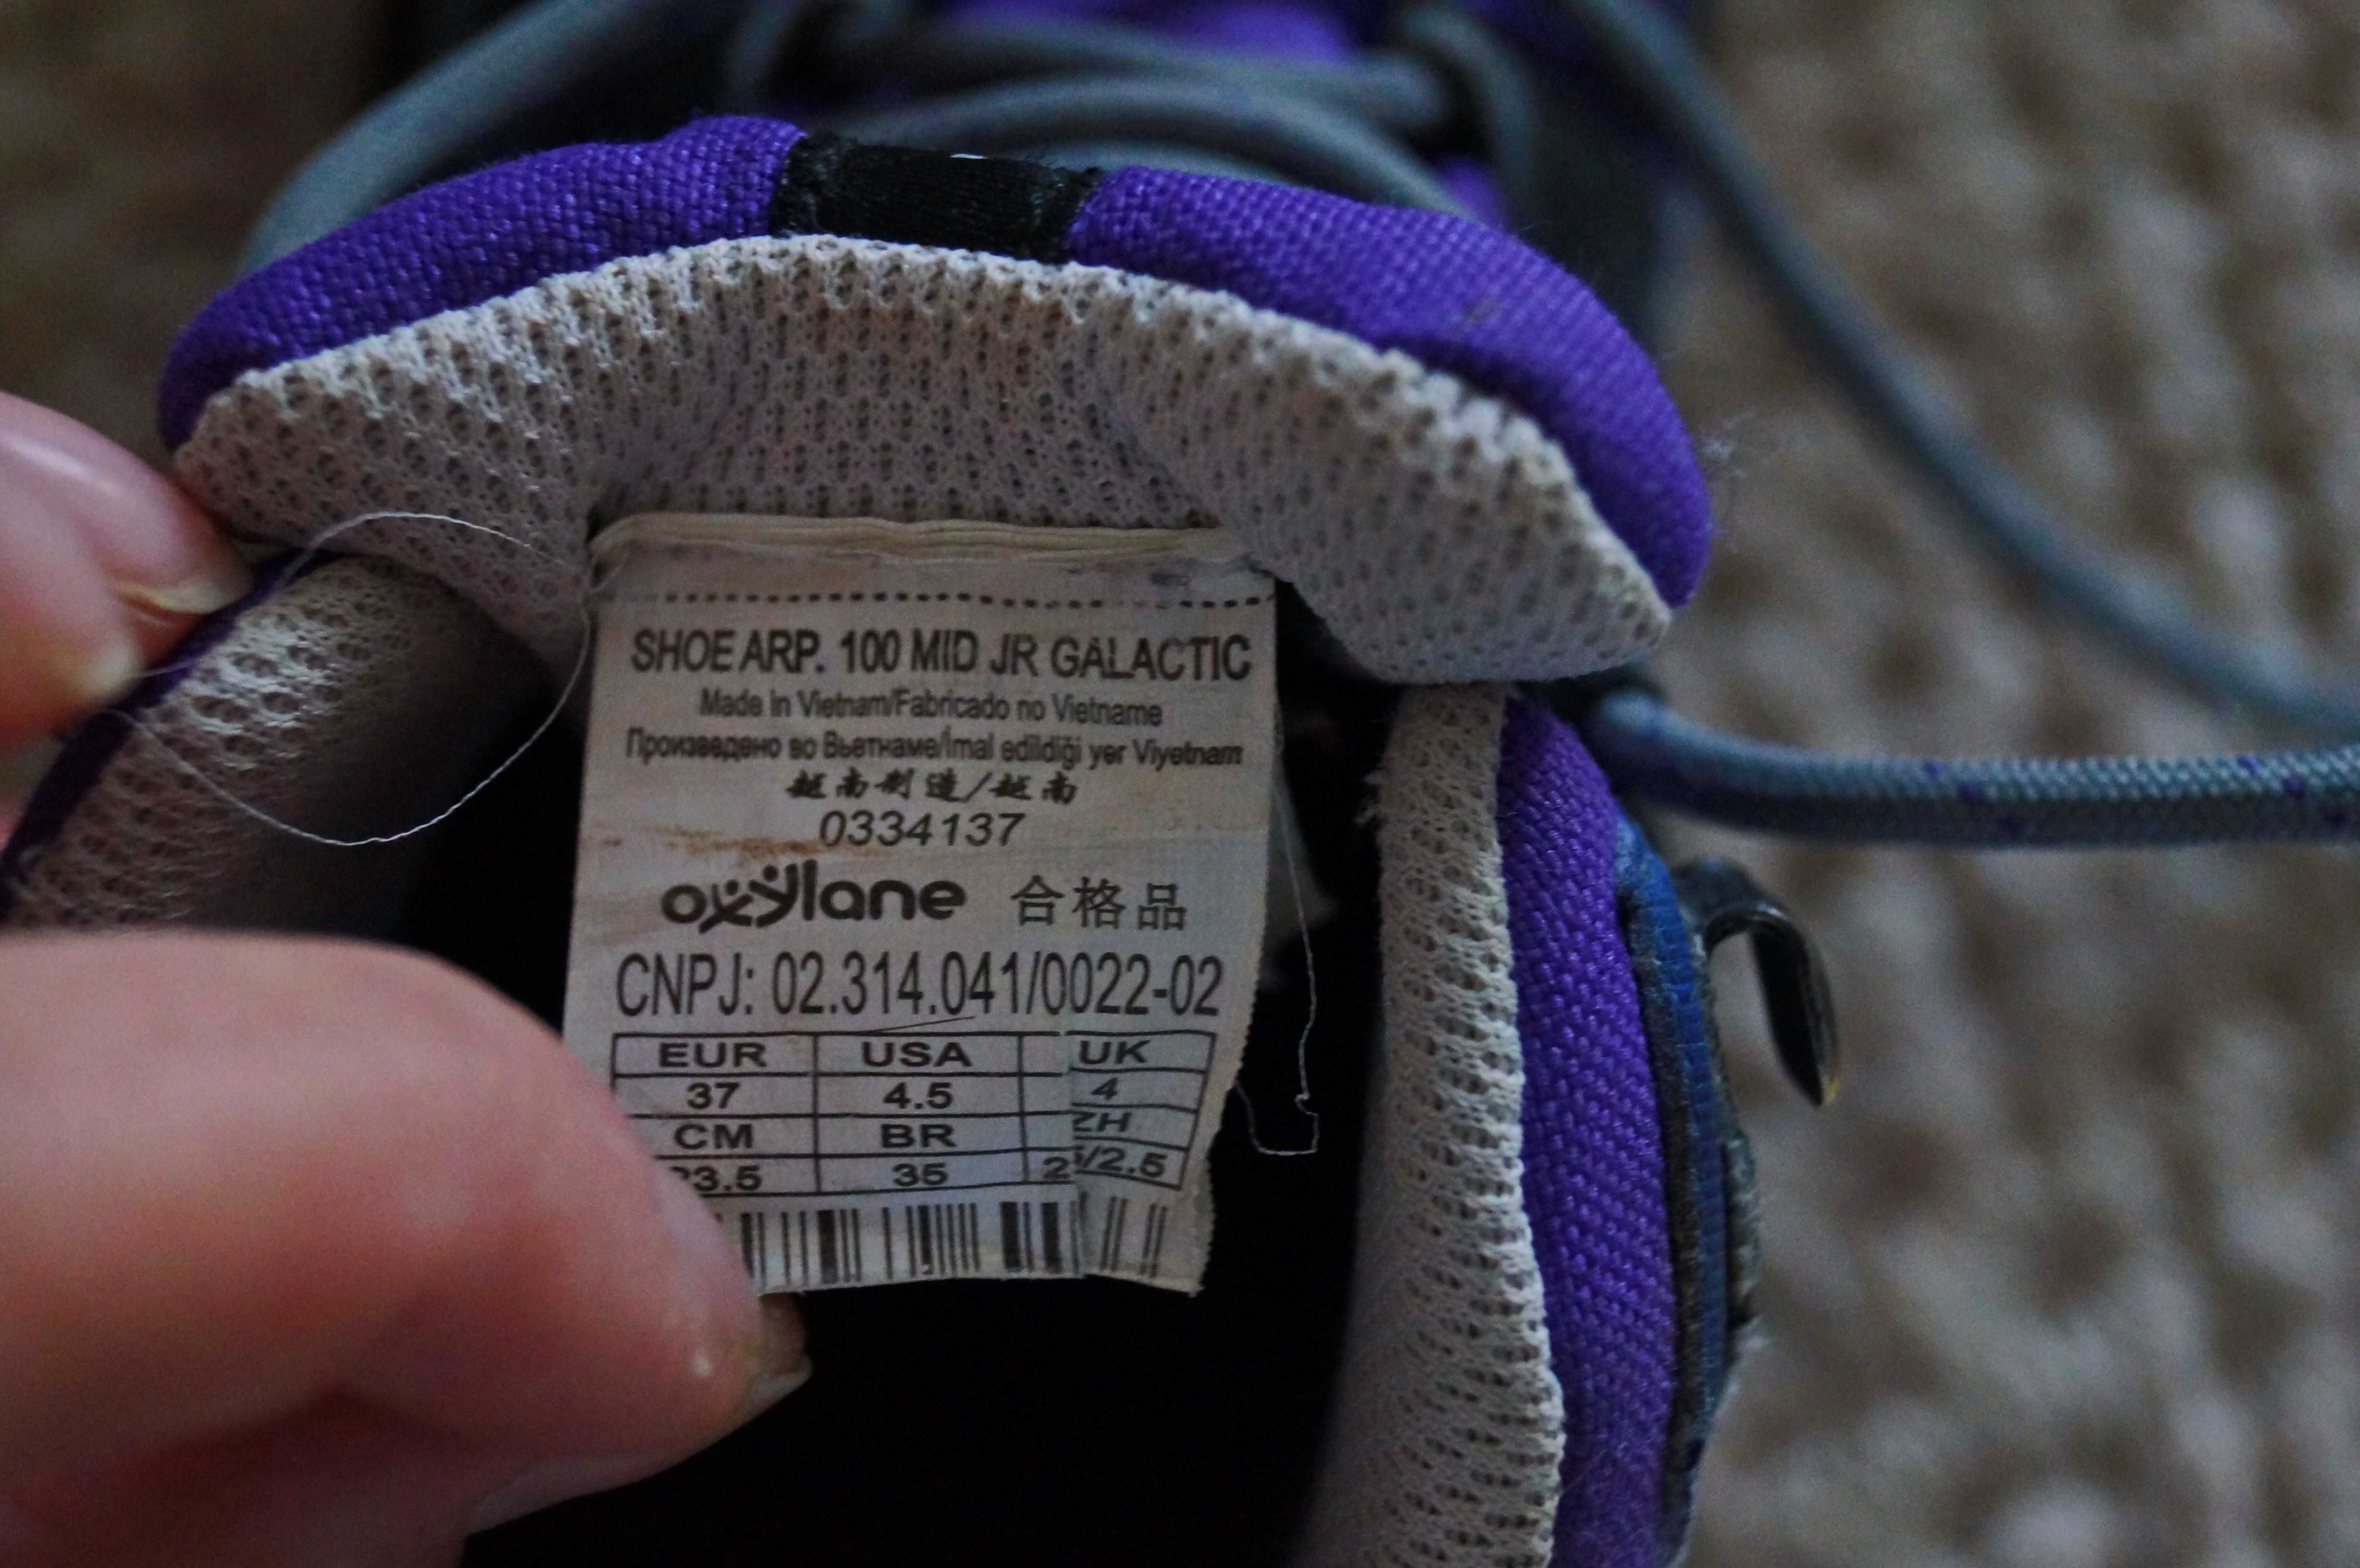 SHOE ARP. 100 MID JR GALACTIC
Made in Vietnam/Fabricado no Vietname
Произведено во Вьетнаме/Imal edildiği yer Viyetnam
越南制造/越南
0334137
oxylane 合格品
CNPJ: 02.314.041/0022-02
EUR USA UK
37 4.5 4
CM BR ZH
35